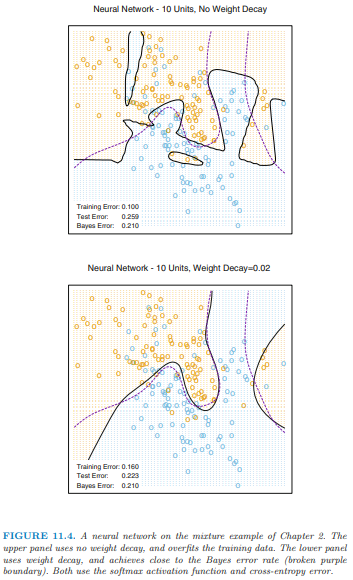 Neural Network - 10 Units, No Weight Decay
Training Error: 0.100
Test Error: 0.259
Bayes Error: 0.210
Neural Network - 10 Units, Weight Decay=0.02
Training Error: 0.160
Test Error: 0.223
Bayes Error: 0.210
FIGURE 11.4. A neural network on the mixture example of Chapter 2. The
upper panel uses no weight decay, and overfits the training data. The lower panel
uses weight decay, and achieves close to the Bayes error rate (broken purple
boundary). Both use the softmax activation function and cross-entropy error.